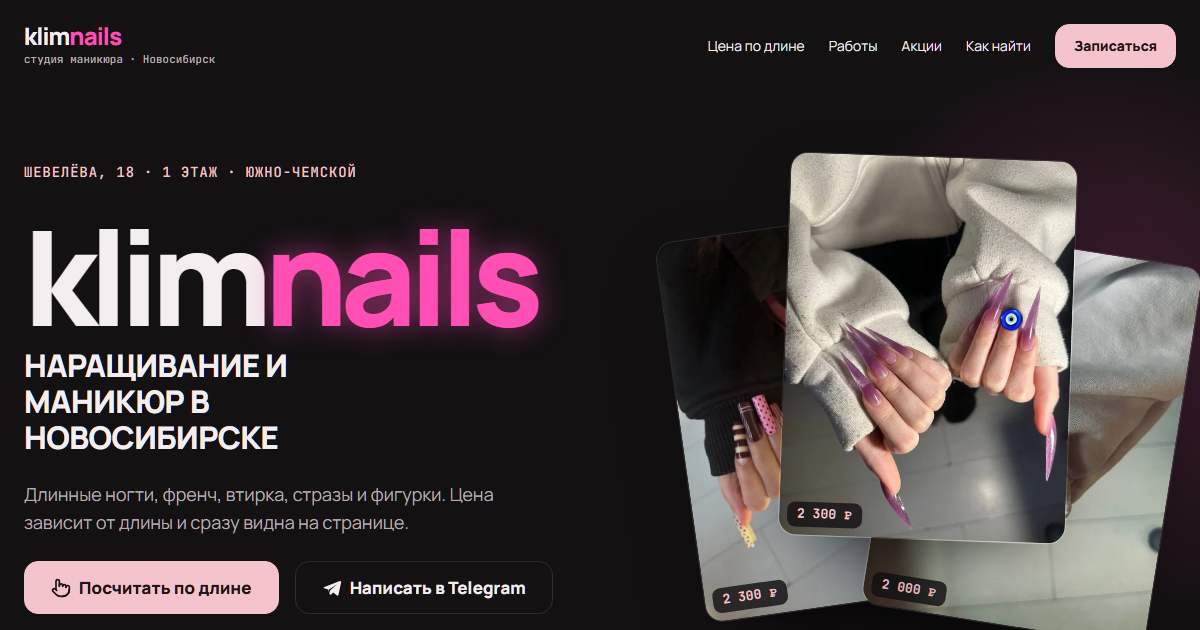 klimnails
студия маникюра · Новосибирск
Цена по длине
Работы
Акции
Как найти
Записаться
ШЕВЕЛЁВА, 18 · 1 ЭТАЖ · ЮЖНО-ЧЕМСКОЙ
klimnails
НАРАЩИВАНИЕ И
МАНИКЮР В
НОВОСИБИРСКЕ
Длинные ногти, френч, втирка, стразы и фигурки. Цена
зависит от длины и сразу видна на странице.
Посчитать по длине
Написать в Telegram
2 300 ₽
2 300 ₽
2 000 ₽